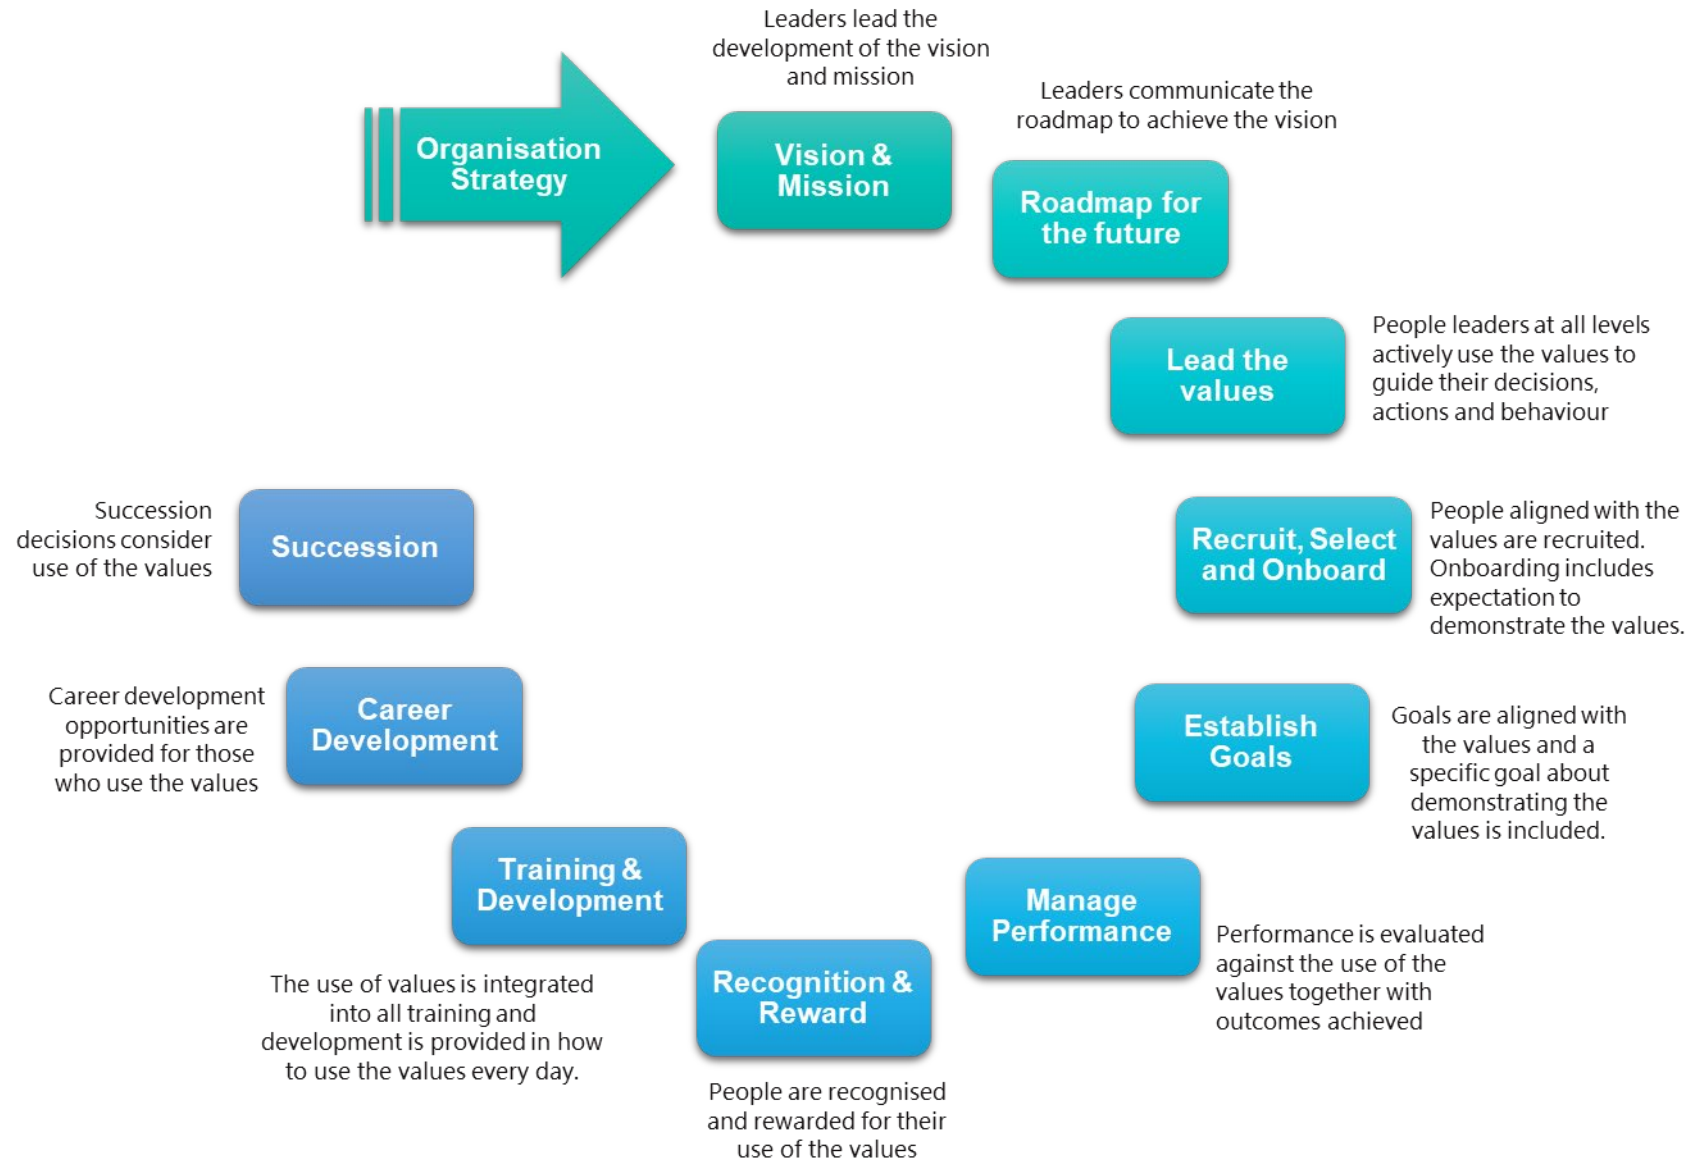 Leaders lead the
development of the vision
and mission
Organisation
Strategy
Vision &
Mission
Leaders communicate the
roadmap to achieve the vision
Roadmap for
the future
Lead the
values
People leaders at all levels
actively use the values to
guide their decisions,
actions and behaviour
Recruit, Select
and Onboard
People aligned with the
values are recruited.
Onboarding includes
expectation to
demonstrate the values.
Establish
Goals
Goals are aligned with
the values and a
specific goal about
demonstrating the
values is included.
Manage
Performance
Performance is evaluated
against the use of the
values together with
outcomes achieved
Recognition &
Reward
People are recognised
and rewarded for their
use of the values
Training &
Development
The use of values is integrated
into all training and
development is provided in how
to use the values every day.
Career
Development
Career development
opportunities are
provided for those
who use the values
Succession
Succession
decisions consider
use of the values